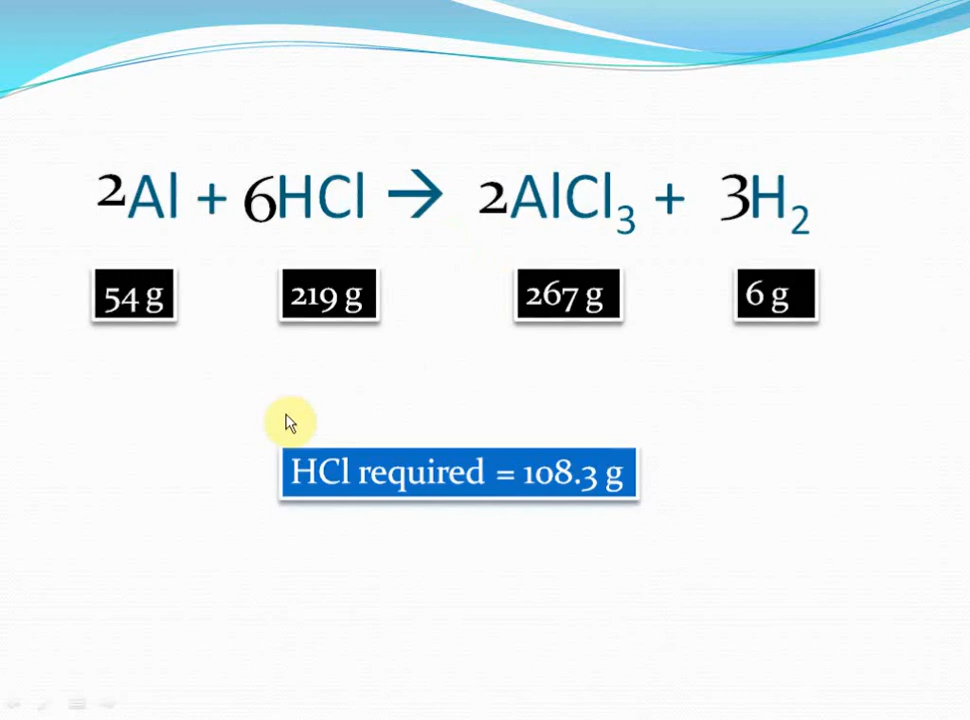 2Al + 6HCl → 2AlCl₃ + 3H₂
54 g 219 g 267 g 6 g
HCl required = 108.3 g